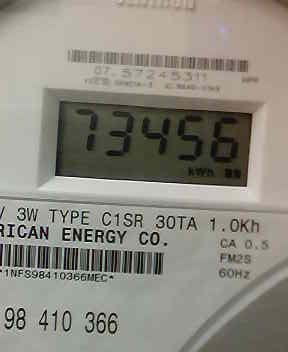 07.57245311
73456
kWh
V 3W TYPE C1SR 30TA 1.0Kh
RICAN ENERGY CO.
CA 0.5
FM2S
60Hz
*1NFS98410366MEC*
98 410 366